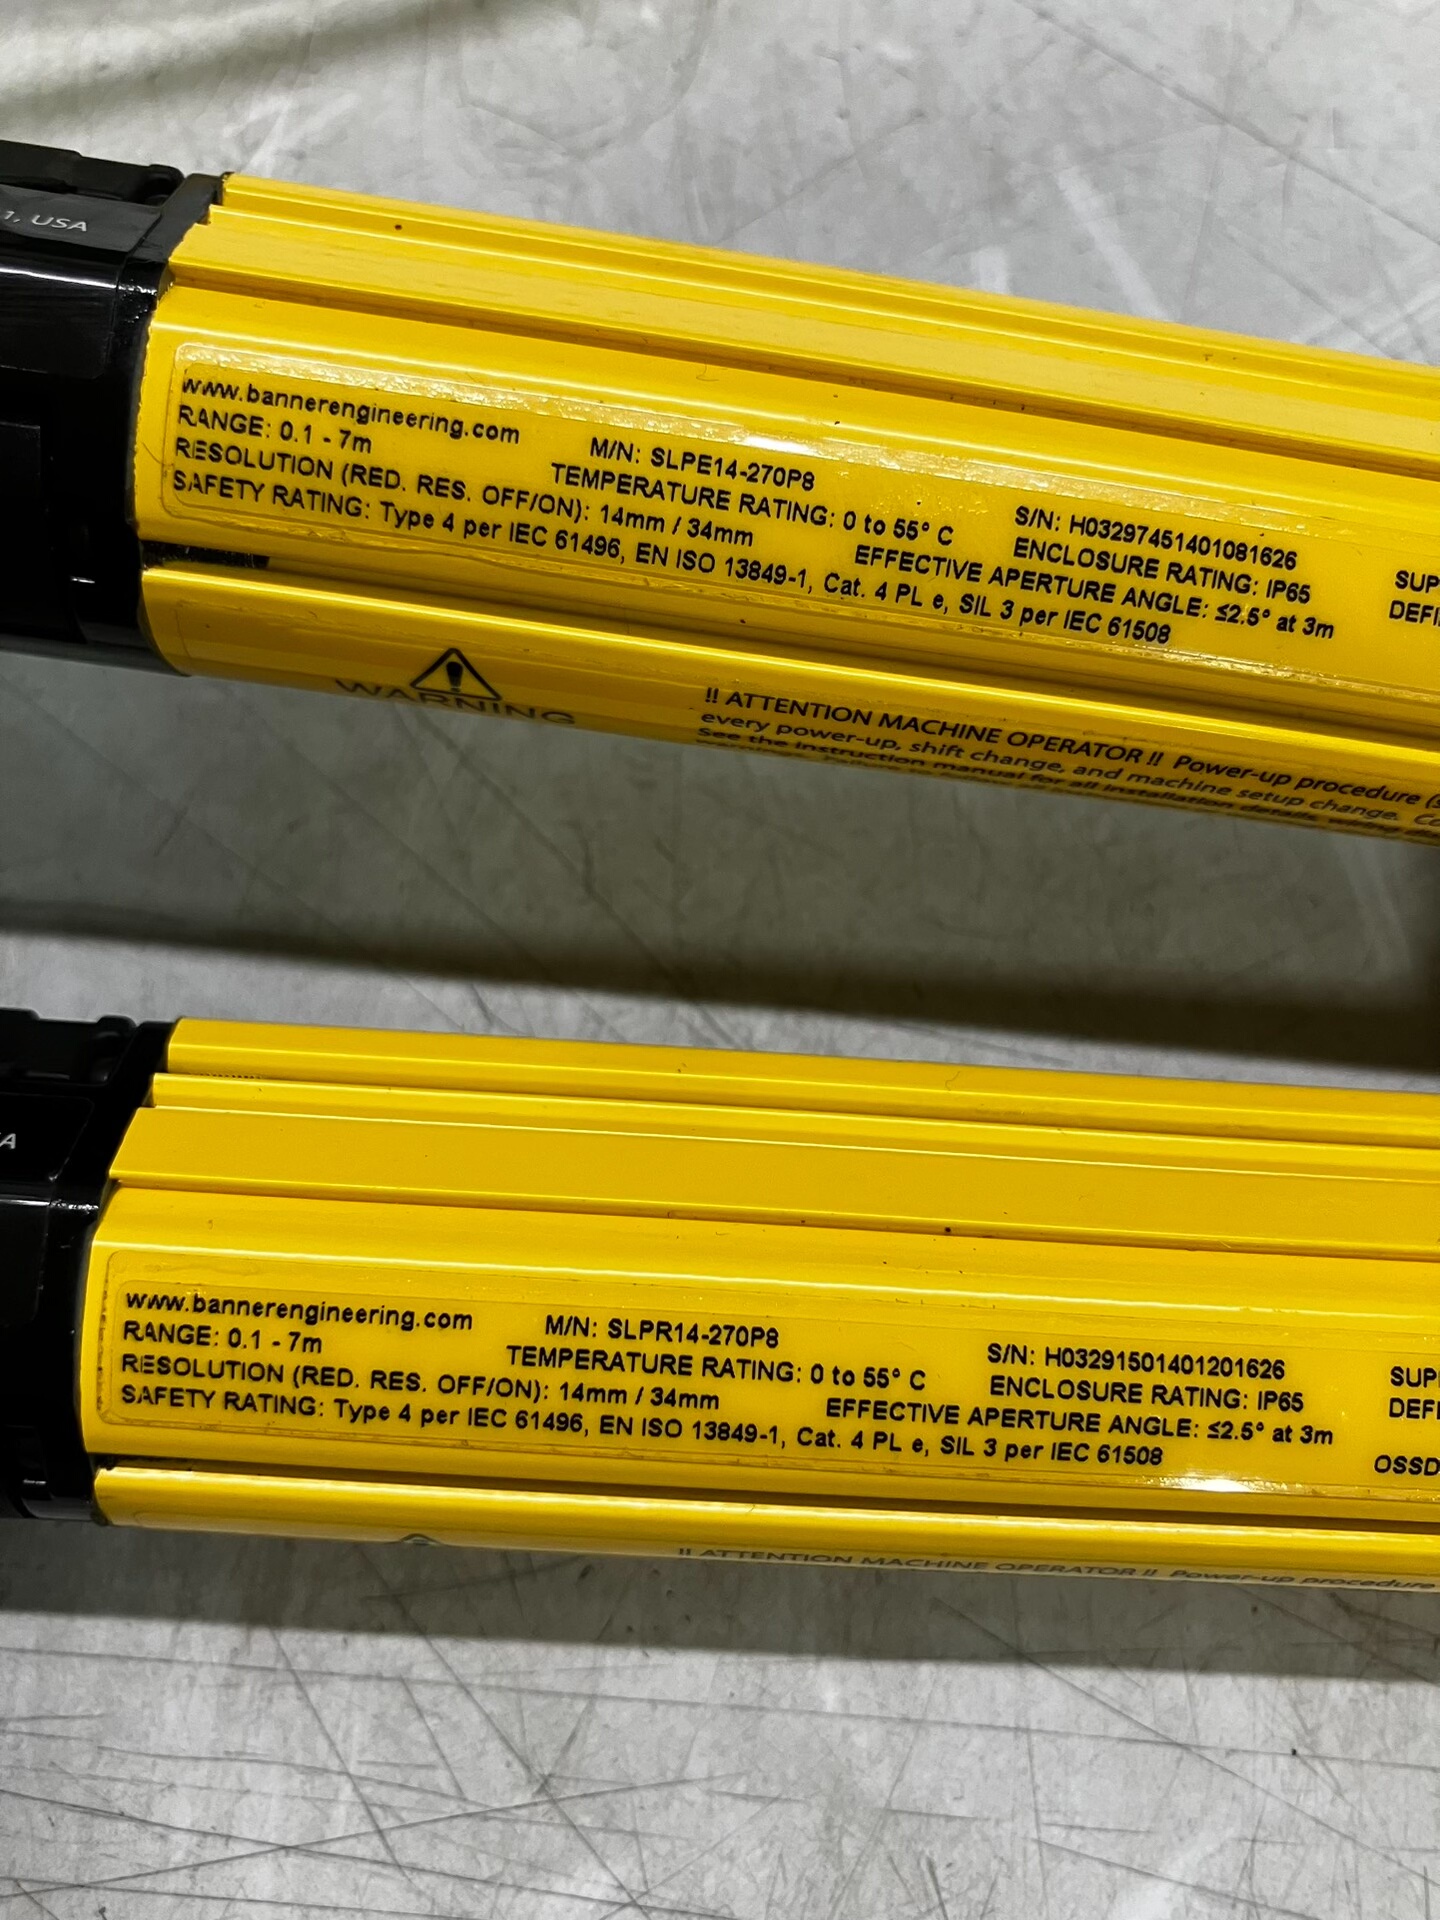 1, USA
www.bannerengineering.com M/N: SLPE14-270P8 S/N: H03297451401081626
RANGE: 0.1 - 7m TEMPERATURE RATING: 0 to 55° C ENCLOSURE RATING: IP65 SUP
RESOLUTION (RED. RES. OFF/ON): 14mm / 34mm EFFECTIVE APERTURE ANGLE: ≤2.5° at 3m DEFI
SAFETY RATING: Type 4 per IEC 61496, EN ISO 13849-1, Cat. 4 PL e, SIL 3 per IEC 61508
WARNING
!! ATTENTION MACHINE OPERATOR !! Power-up procedure
every power-up, shift change, and machine setup change.
See the instruction manual for all installation details,
www.bannerengineering.com M/N: SLPR14-270P8 S/N: H03291501401201626
RANGE: 0.1 - 7m TEMPERATURE RATING: 0 to 55° C ENCLOSURE RATING: IP65 SUP
RESOLUTION (RED. RES. OFF/ON): 14mm / 34mm EFFECTIVE APERTURE ANGLE: ≤2.5° at 3m DEFI
SAFETY RATING: Type 4 per IEC 61496, EN ISO 13849-1, Cat. 4 PL e, SIL 3 per IEC 61508 OSSD
!! ATTENTION MACHINE OPERATOR !! Power-up procedure